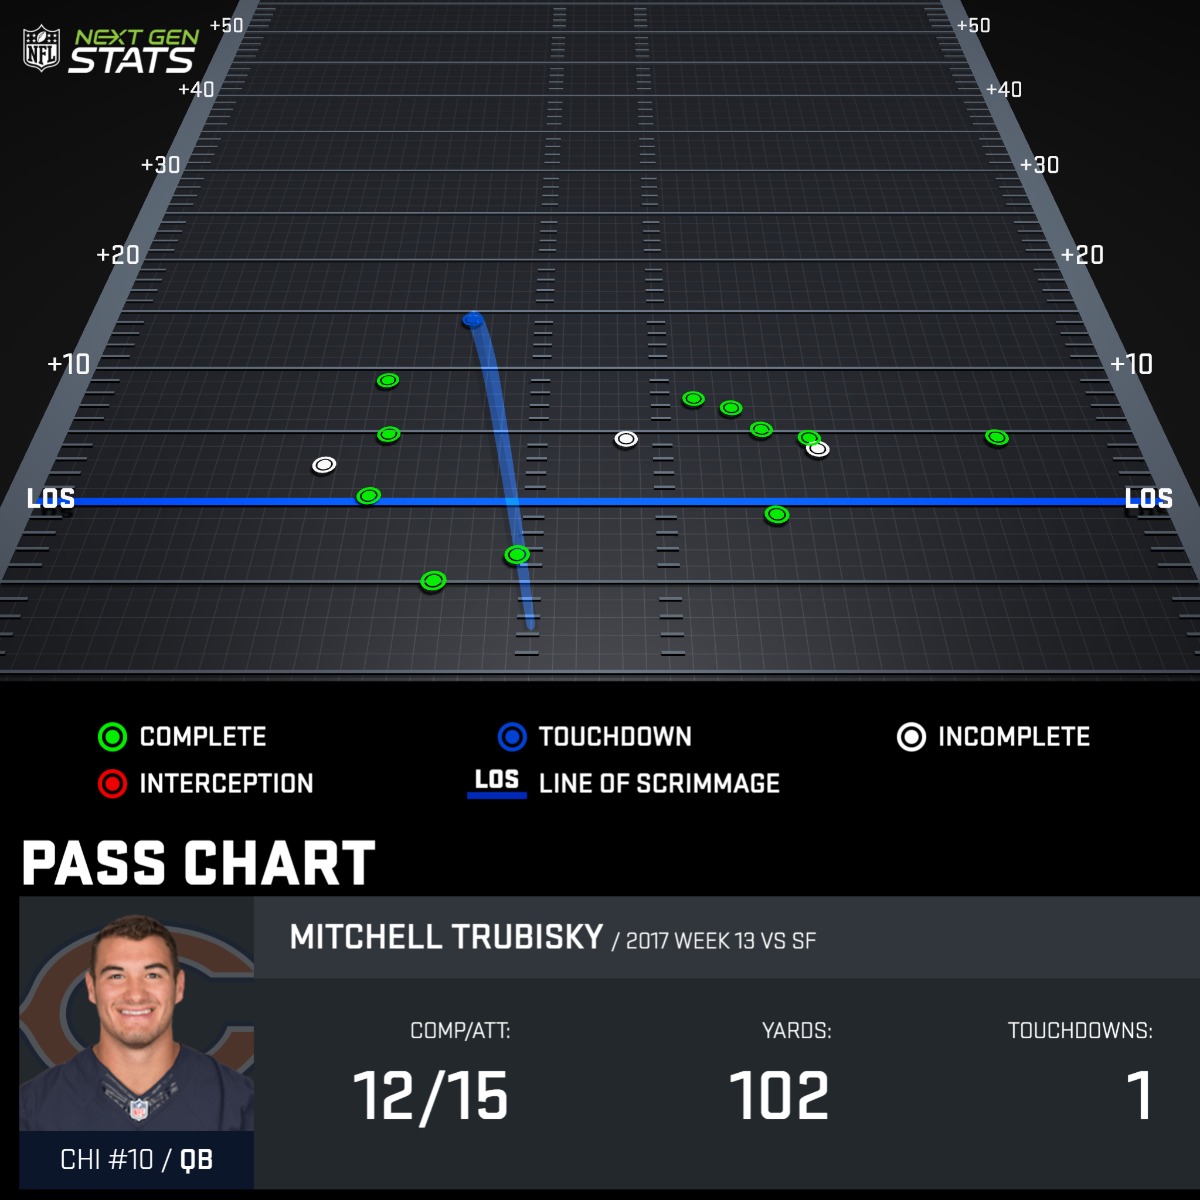 NFL NEXT GEN
STATS
+50 +50
+40 +40
+30 +30
+20 +20
+10 +10
LOS LOS
COMPLETE TOUCHDOWN INCOMPLETE
INTERCEPTION LOS LINE OF SCRIMMAGE
PASS CHART
MITCHELL TRUBISKY / 2017 WEEK 13 VS SF
COMP/ATT: YARDS: TOUCHDOWNS:
12/15 102 1
CHI #10 / QB